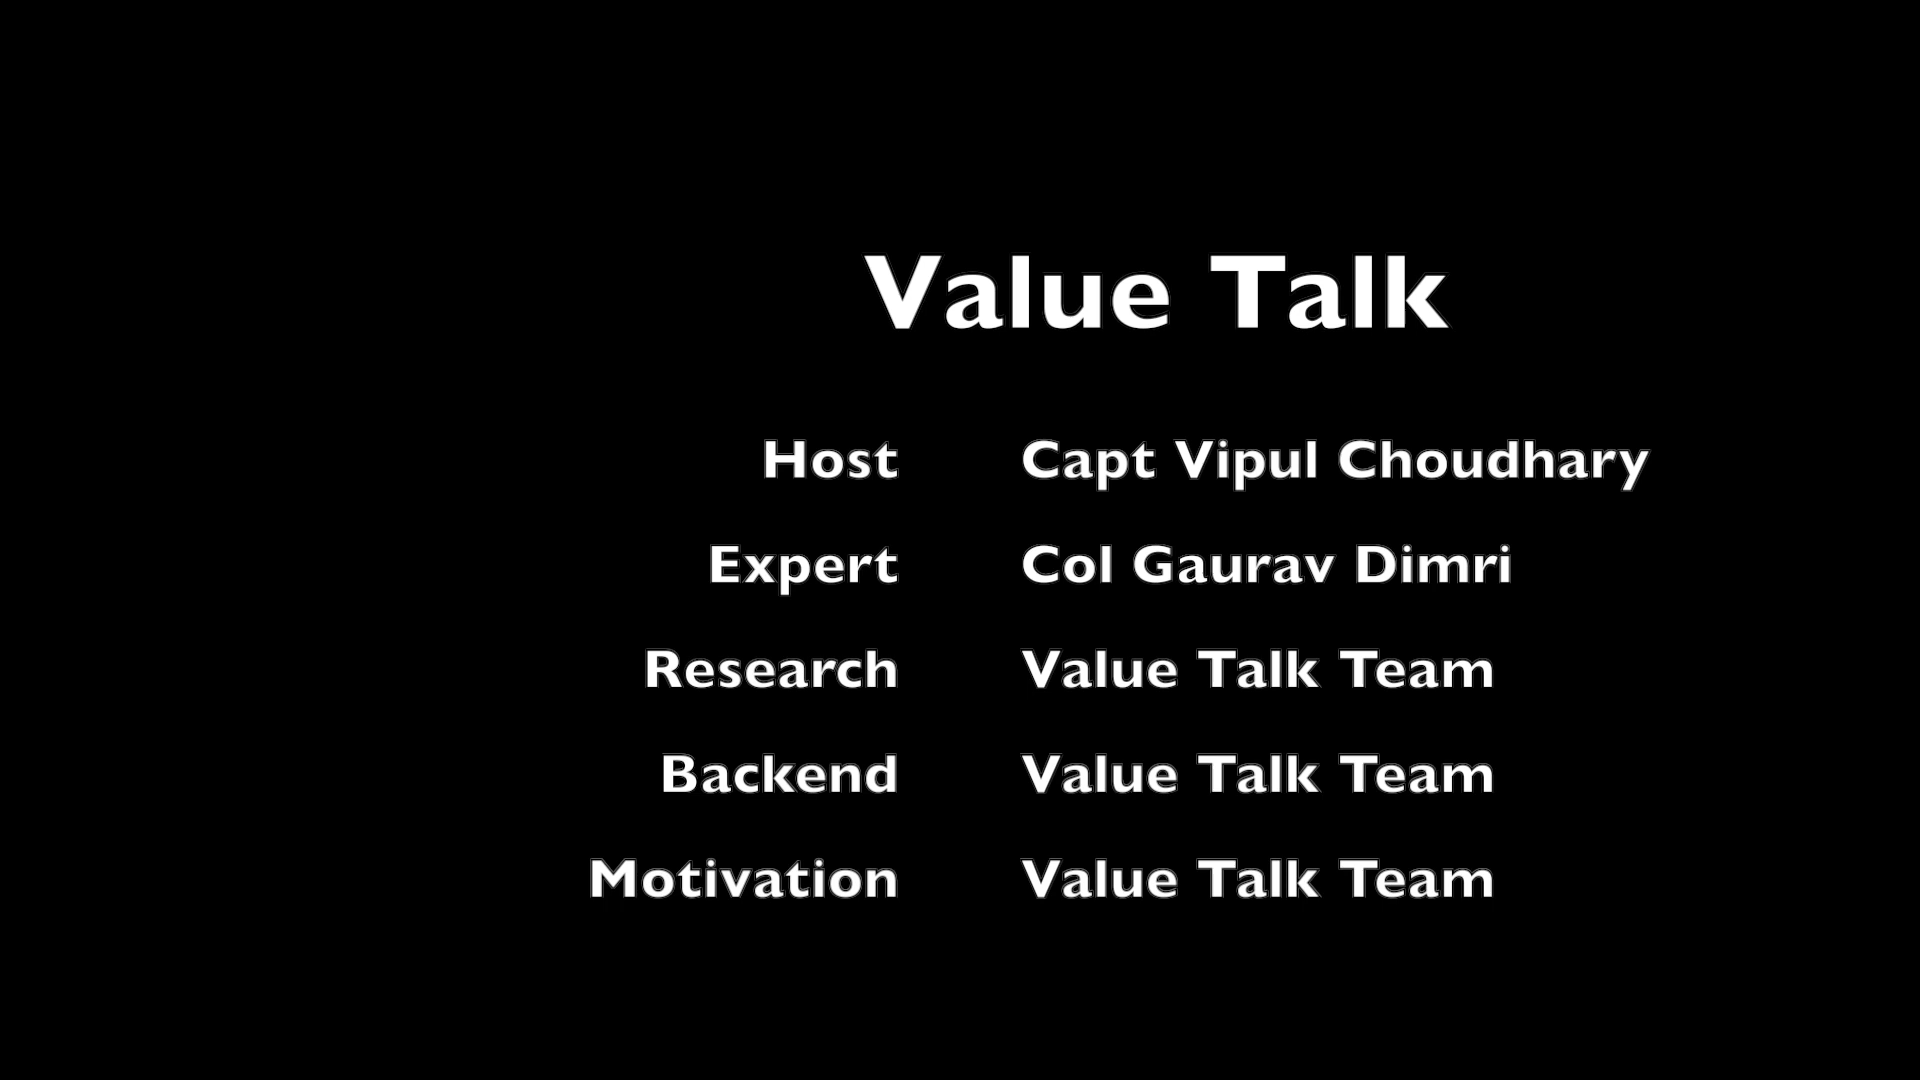 Value Talk
Host Capt Vipul Choudhary
Expert Col Gaurav Dimri
Research Value Talk Team
Backend Value Talk Team
Motivation Value Talk Team